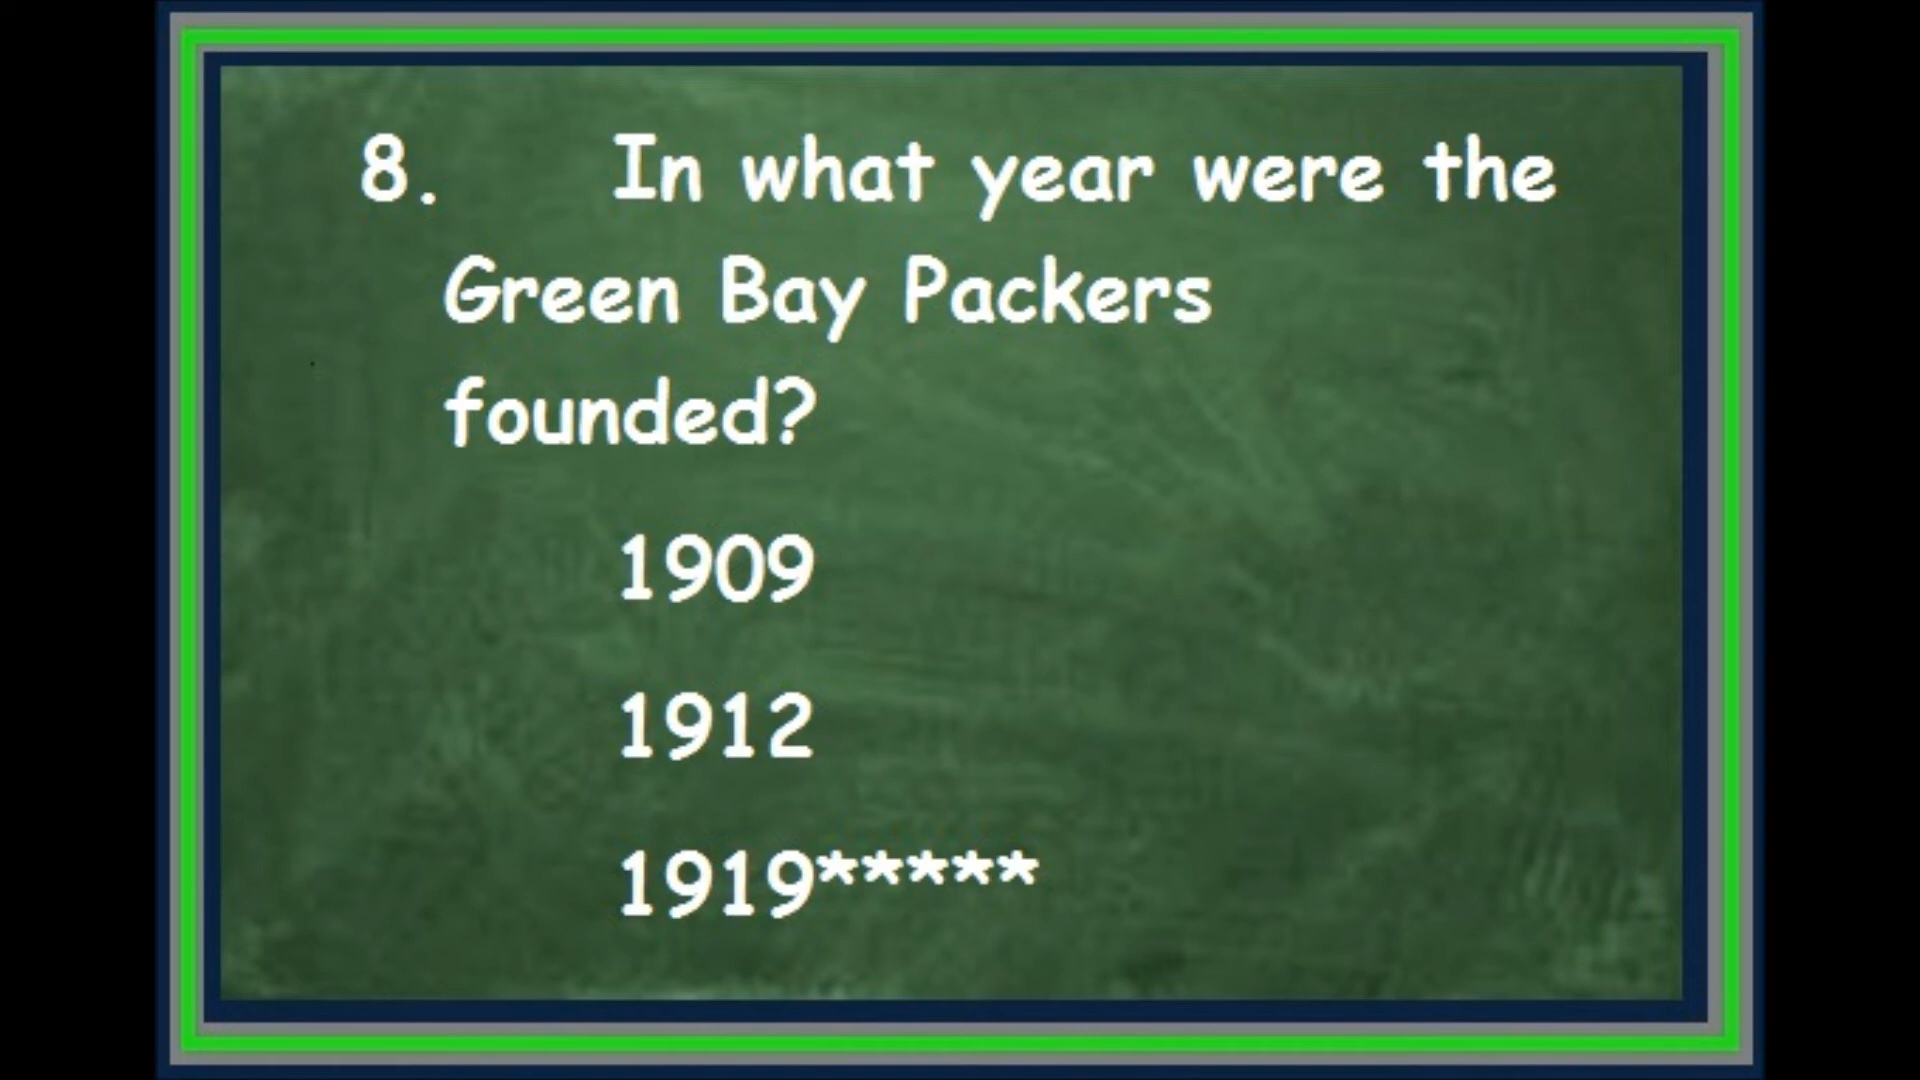 8. In what year were the
Green Bay Packers
founded?
1909
1912
1919*****